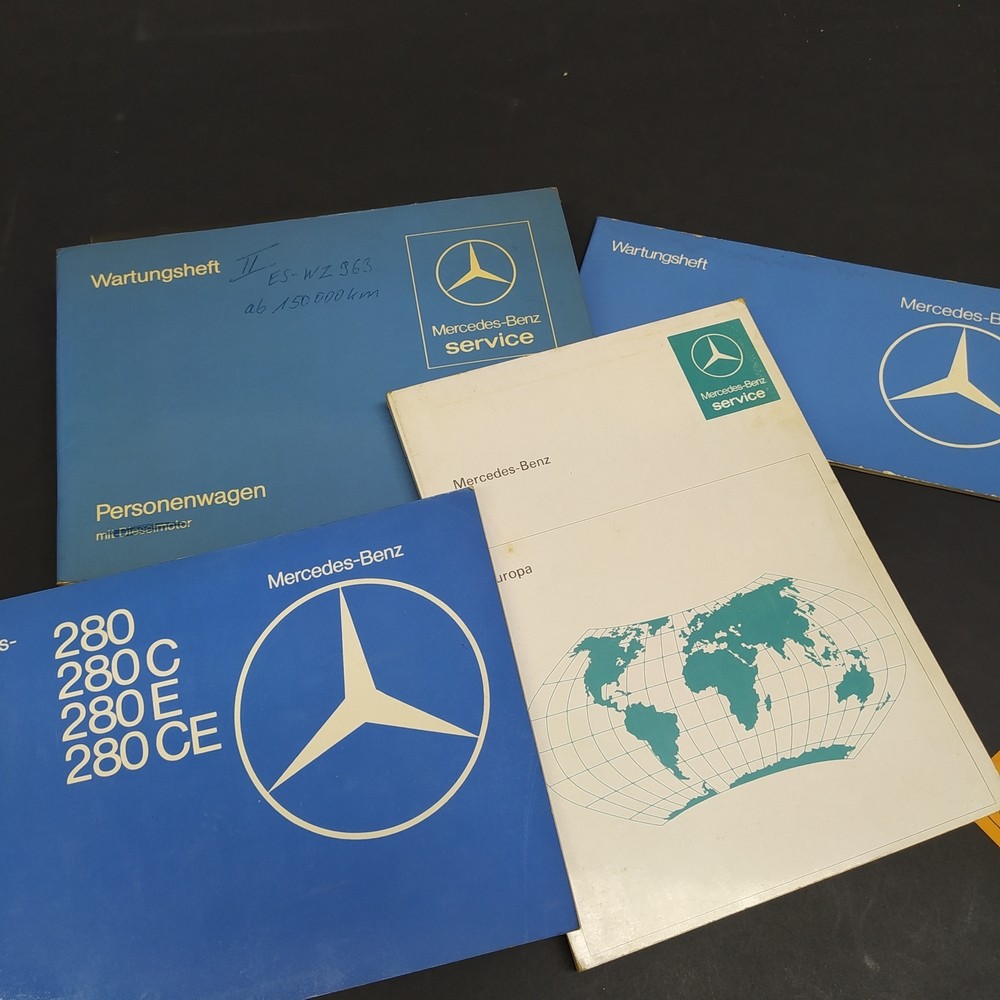 Wartungsheft II
ES-WZ 963
ab 150 000 km
Mercedes-Benz
service
Personenwagen
mit Dieselmotor
Wartungsheft
Mercedes-B
Mercedes-Benz
service
Mercedes-Benz
uropa
s-
Mercedes-Benz
280
280 C
280 E
280 CE